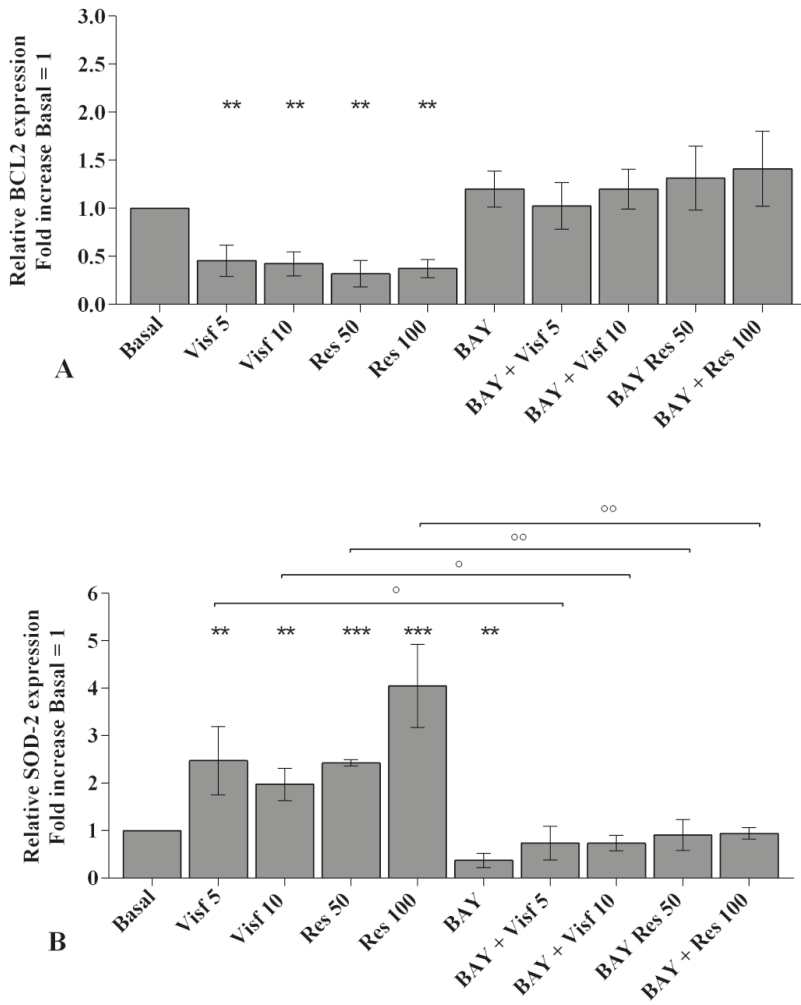 Relative BCL2 expression
Fold increase Basal = 1
3.0
2.5
2.0
1.5
1.0
0.5
0.0
** ** ** **
Basal
Visf 5
Visf 10
Res 50
Res 100
BAY
BAY + Visf 5
BAY + Visf 10
BAY Res 50
BAY + Res 100
A
Relative SOD-2 expression
Fold increase Basal = 1
°°
°°
°
°
6
5
4
3
2
1
0
** ** *** *** **
Basal
Visf 5
Visf 10
Res 50
Res 100
BAY
BAY + Visf 5
BAY + Visf 10
BAY Res 50
BAY + Res 100
B